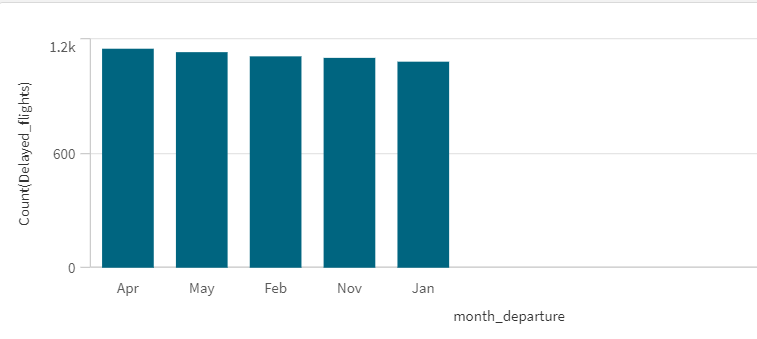 Count(Delayed_flights)
1.2k
600
0
Apr May Feb Nov Jan
month_departure